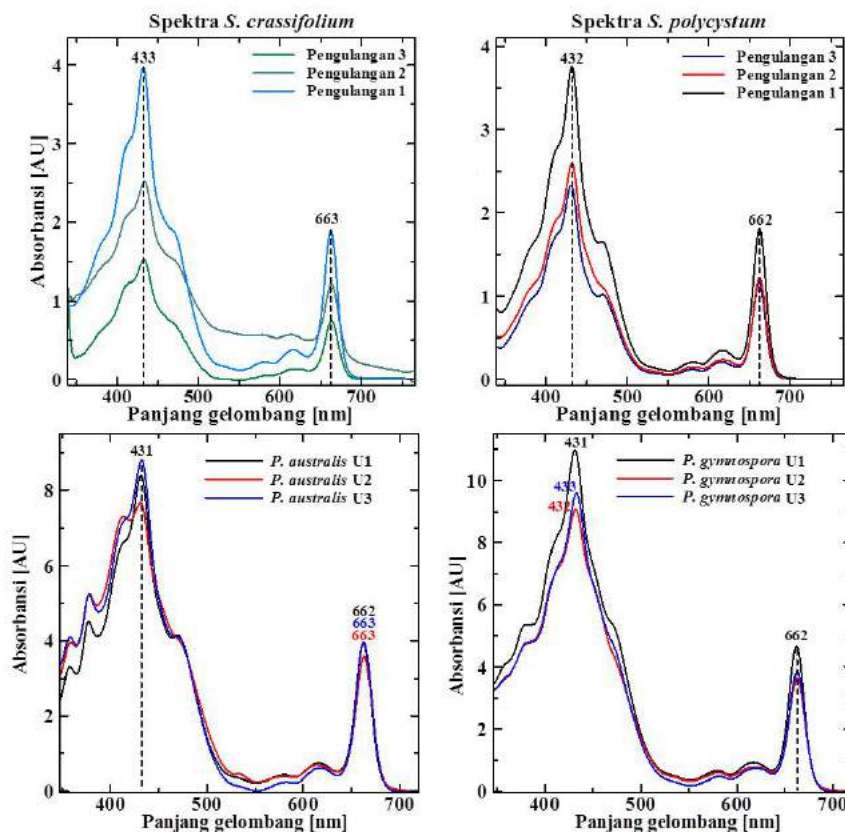 Spektra S. crassifolium
433
Pengulangan 3
Pengulangan 2
Pengulangan 1
663
Absorbansi [AU]
4
3
2
1
0
400
500
600
700
Panjang gelombang [nm]
Spektra S. polycystum
432
Pengulangan 3
Pengulangan 2
Pengulangan 1
662
Absorbansi [AU]
4
3
2
1
0
400
500
600
700
Panjang gelombang [nm]
431
P. australis U1
P. australis U2
P. australis U3
662
663
663
Absorbansi [AU]
8
6
4
2
0
400
500
600
700
Panjang gelombang [nm]
431
433
432
P. gymnospora U1
P. gymnospora U2
P. gymnospora U3
662
Absorbansi [AU]
10
8
6
4
2
0
400
500
600
700
Panjang gelombang [nm]